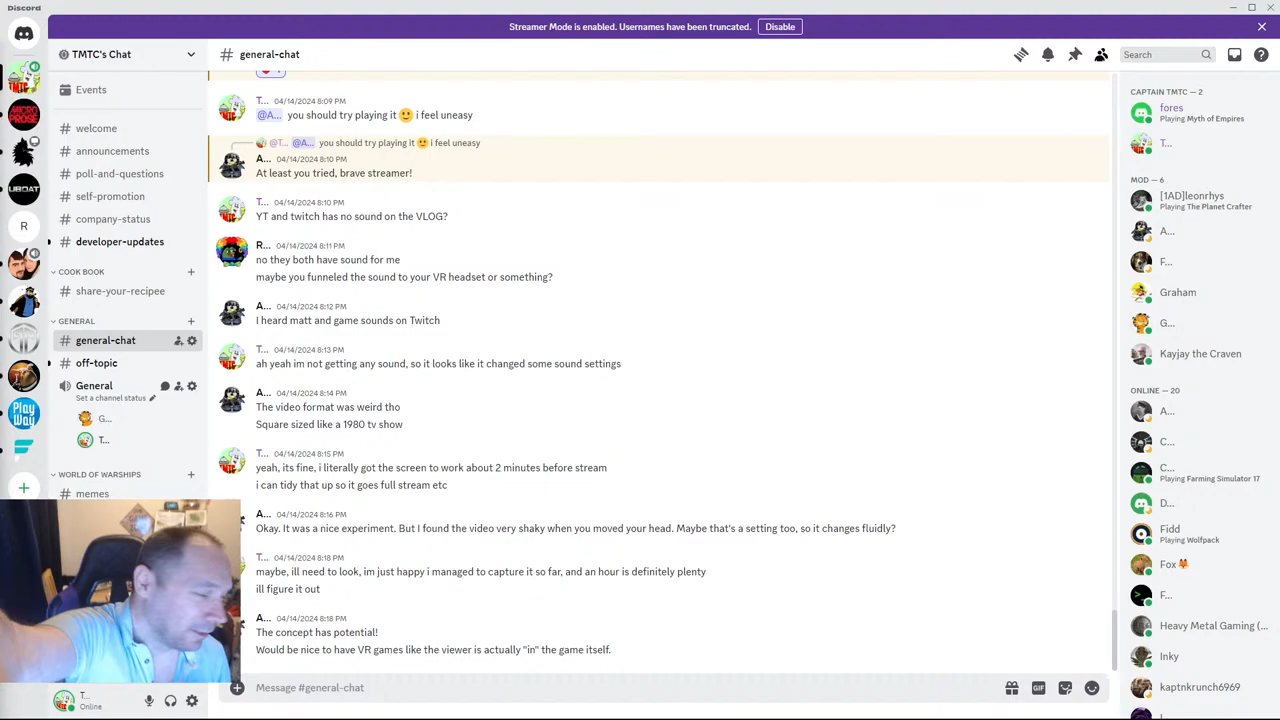 Discord
Streamer Mode is enabled. Usernames have been truncated.
Disable
TMTC's Chat
general-chat
Search
Events
welcome
announcements
poll-and-questions
self-promotion
company-status
developer-updates
COOK BOOK
share-your-recipee
GENERAL
general-chat
off-topic
General
Set a channel status
G...
T...
WORLD OF WARSHIPS
memes
T...
Online
R
TMTC
MICRO PROSE
UBOAT
PLAY WAY
T... 04/14/2024 8:09 PM
@A... you should try playing it 🙂 i feel uneasy
@T... @A... you should try playing it 🙂 i feel uneasy
A... 04/14/2024 8:10 PM
At least you tried, brave streamer!
T... 04/14/2024 8:10 PM
YT and twitch has no sound on the VLOG?
R... 04/14/2024 8:11 PM
no they both have sound for me
maybe you funneled the sound to your VR headset or something?
A... 04/14/2024 8:12 PM
I heard matt and game sounds on Twitch
T... 04/14/2024 8:13 PM
ah yeah im not getting any sound, so it looks like it changed some sound settings
A... 04/14/2024 8:14 PM
The video format was weird tho
Square sized like a 1980 tv show
T... 04/14/2024 8:15 PM
yeah, its fine, i literally got the screen to work about 2 minutes before stream
i can tidy that up so it goes full stream etc
A... 04/14/2024 8:16 PM
Okay. It was a nice experiment. But I found the video very shaky when you moved your head. Maybe that's a setting too, so it changes fluidly?
T... 04/14/2024 8:18 PM
maybe, ill need to look, im just happy i managed to capture it so far, and an hour is definitely plenty
ill figure it out
A... 04/14/2024 8:18 PM
The concept has potential!
Would be nice to have VR games like the viewer is actually "in" the game itself.
Message #general-chat
GIF
CAPTAIN TMTC — 2
fores
Playing Myth of Empires
T...
MOD — 6
[1AD]leonrhys
Playing The Planet Crafter
A...
F...
Graham
G...
Kayjay the Craven
ONLINE — 20
A...
C...
C...
Playing Farming Simulator 17
D...
Fidd
Playing Wolfpack
Fox🦊
F...
Heavy Metal Gaming (...
Inky
kaptnkrunch6969